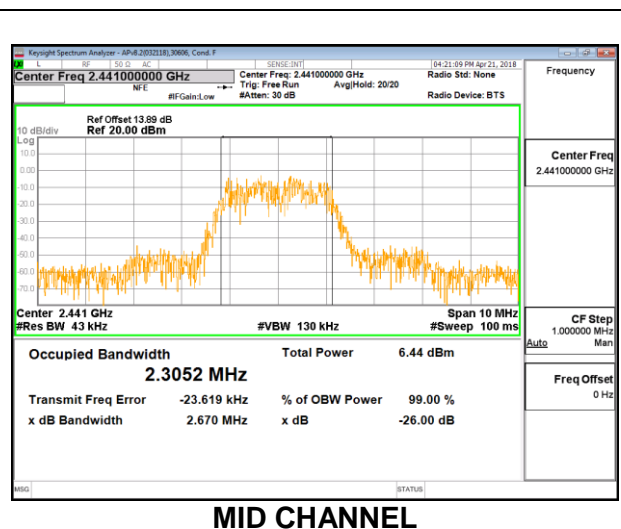 Keysight Spectrum Analyzer - APv8.2(032118),30606, Cond. F
L RF 50 Ω AC SENSE:INT 04:21:09 PM Apr 21, 2018
Center Freq 2.441000000 GHz Center Freq: 2.441000000 GHz Radio Std: None Frequency
NFE Trig: Free Run Avg|Hold: 20/20
#IFGain:Low #Atten: 30 dB Radio Device: BTS
Ref Offset 13.89 dB
10 dB/div Ref 20.00 dBm
Log
10.0
0.00
-10.0
-20.0
-30.0
-40.0
-50.0
-60.0
-70.0
Center Freq
2.441000000 GHz
Center 2.441 GHz Span 10 MHz
#Res BW 43 kHz #VBW 130 kHz #Sweep 100 ms
CF Step
1.000000 MHz
Auto Man
Occupied Bandwidth Total Power 6.44 dBm
2.3052 MHz
Freq Offset
0 Hz
Transmit Freq Error -23.619 kHz % of OBW Power 99.00 %
x dB Bandwidth 2.670 MHz x dB -26.00 dB
MSG STATUS
MID CHANNEL